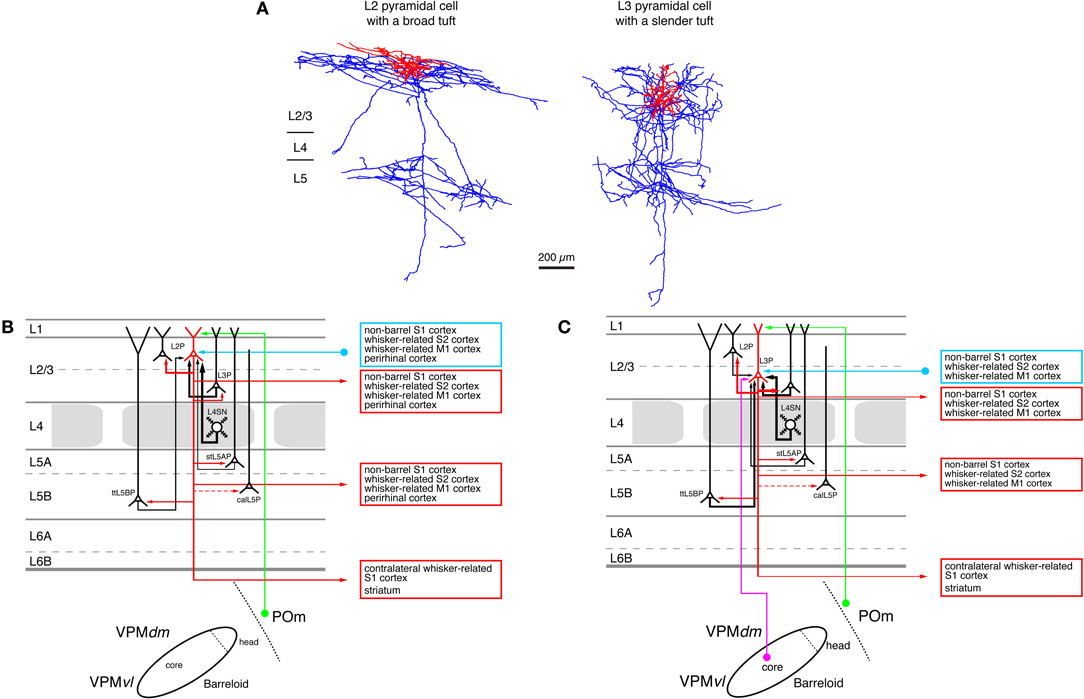 A
L2 pyramidal cell
with a broad tuft
L3 pyramidal cell
with a slender tuft
L2/3
L4
L5
200 µm
B
L1
L2/3
L4
L5A
L5B
L6A
L6B
L2P
L3P
L4SN
stL5AP
ttL5BP
calL5P
non-barrel S1 cortex
whisker-related S2 cortex
whisker-related M1 cortex
perirhinal cortex
non-barrel S1 cortex
whisker-related S2 cortex
whisker-related M1 cortex
perirhinal cortex
non-barrel S1 cortex
whisker-related S2 cortex
whisker-related M1 cortex
perirhinal cortex
contralateral whisker-related
S1 cortex
striatum
POm
VPMdm
head
core
VPMvl
Barreloid
C
L1
L2/3
L4
L5A
L5B
L6A
L6B
L2P
L3P
L4SN
stL5AP
ttL5BP
calL5P
non-barrel S1 cortex
whisker-related S2 cortex
whisker-related M1 cortex
non-barrel S1 cortex
whisker-related S2 cortex
whisker-related M1 cortex
non-barrel S1 cortex
whisker-related S2 cortex
whisker-related M1 cortex
contralateral whisker-related
S1 cortex
striatum
POm
VPMdm
head
core
VPMvl
Barreloid